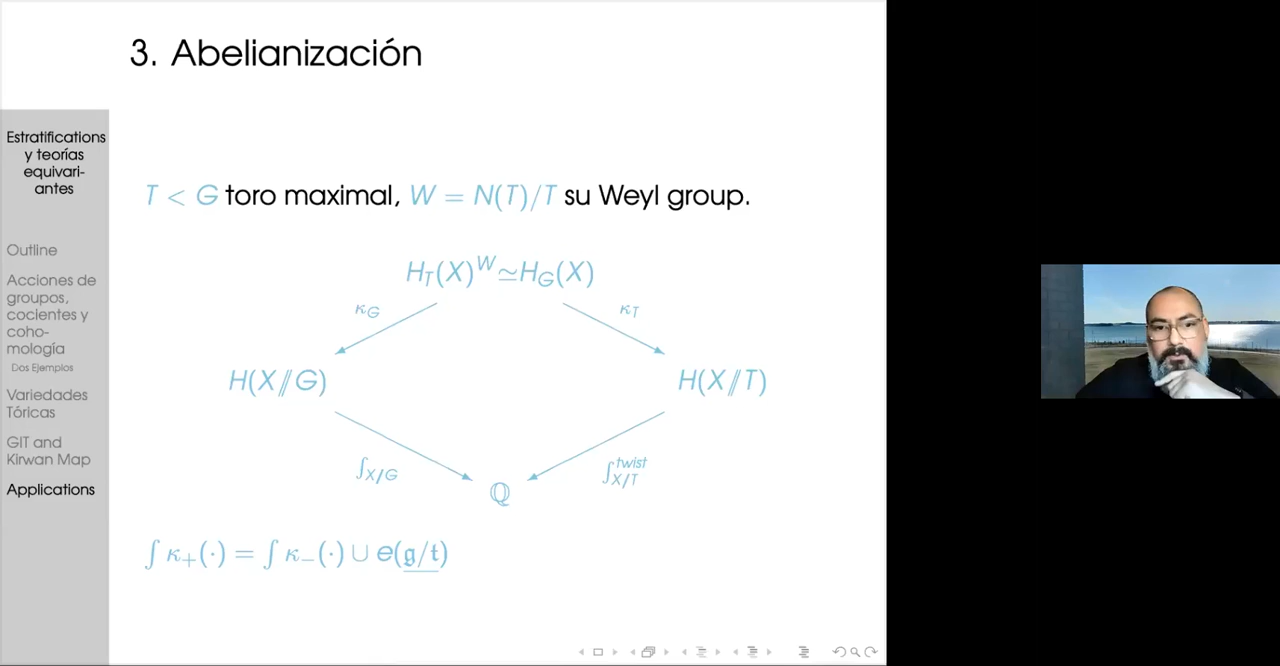 3. Abelianización
Estratifications
y teorías
equivari-
antes
Outline
Acciones de
groupos,
cocientes y
coho-
mología
Dos Ejemplos
Variedades
Tóricas
GIT and
Kirwan Map
Applications
T < G toro maximal, W = N(T)/T su Weyl group.
H_T(X)^W ≃ H_G(X)
κ_G κ_T
H(X//G) H(X//T)
∫_{X/G} ∫_{X/T}^{twist}
ℚ
∫ κ_+(·) = ∫ κ_−(·) ∪ e(𝔤/𝔱)